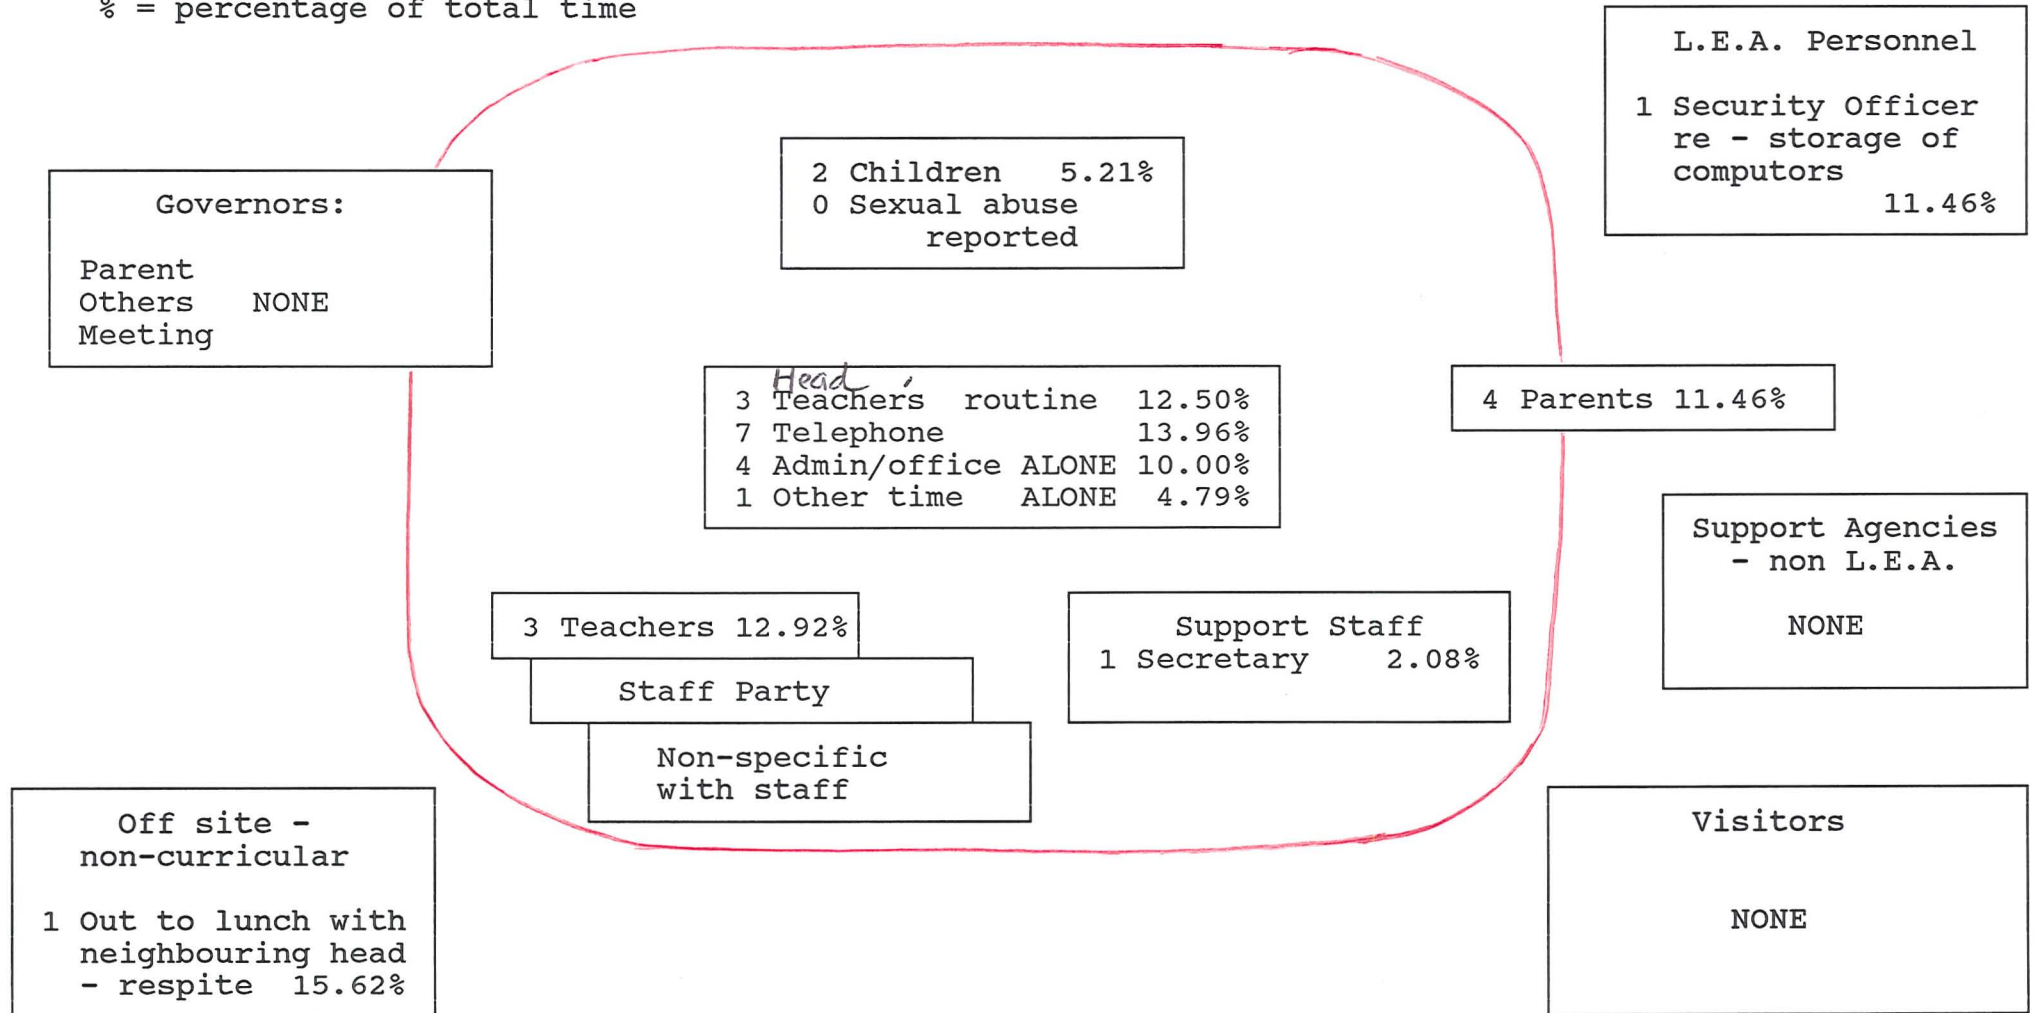 % = percentage of total time
L.E.A. Personnel
1 Security Officer
re - storage of
computors
11.46%
2 Children 5.21%
0 Sexual abuse
reported
Governors:
Parent
Others NONE
Meeting
Head
3 Teachers routine 12.50%
7 Telephone 13.96%
4 Admin/office ALONE 10.00%
1 Other time ALONE 4.79%
4 Parents 11.46%
Support Agencies
- non L.E.A.
NONE
3 Teachers 12.92%
Staff Party
Non-specific
with staff
Support Staff
1 Secretary 2.08%
Off site -
non-curricular
1 Out to lunch with
neighbouring head
- respite 15.62%
Visitors
NONE